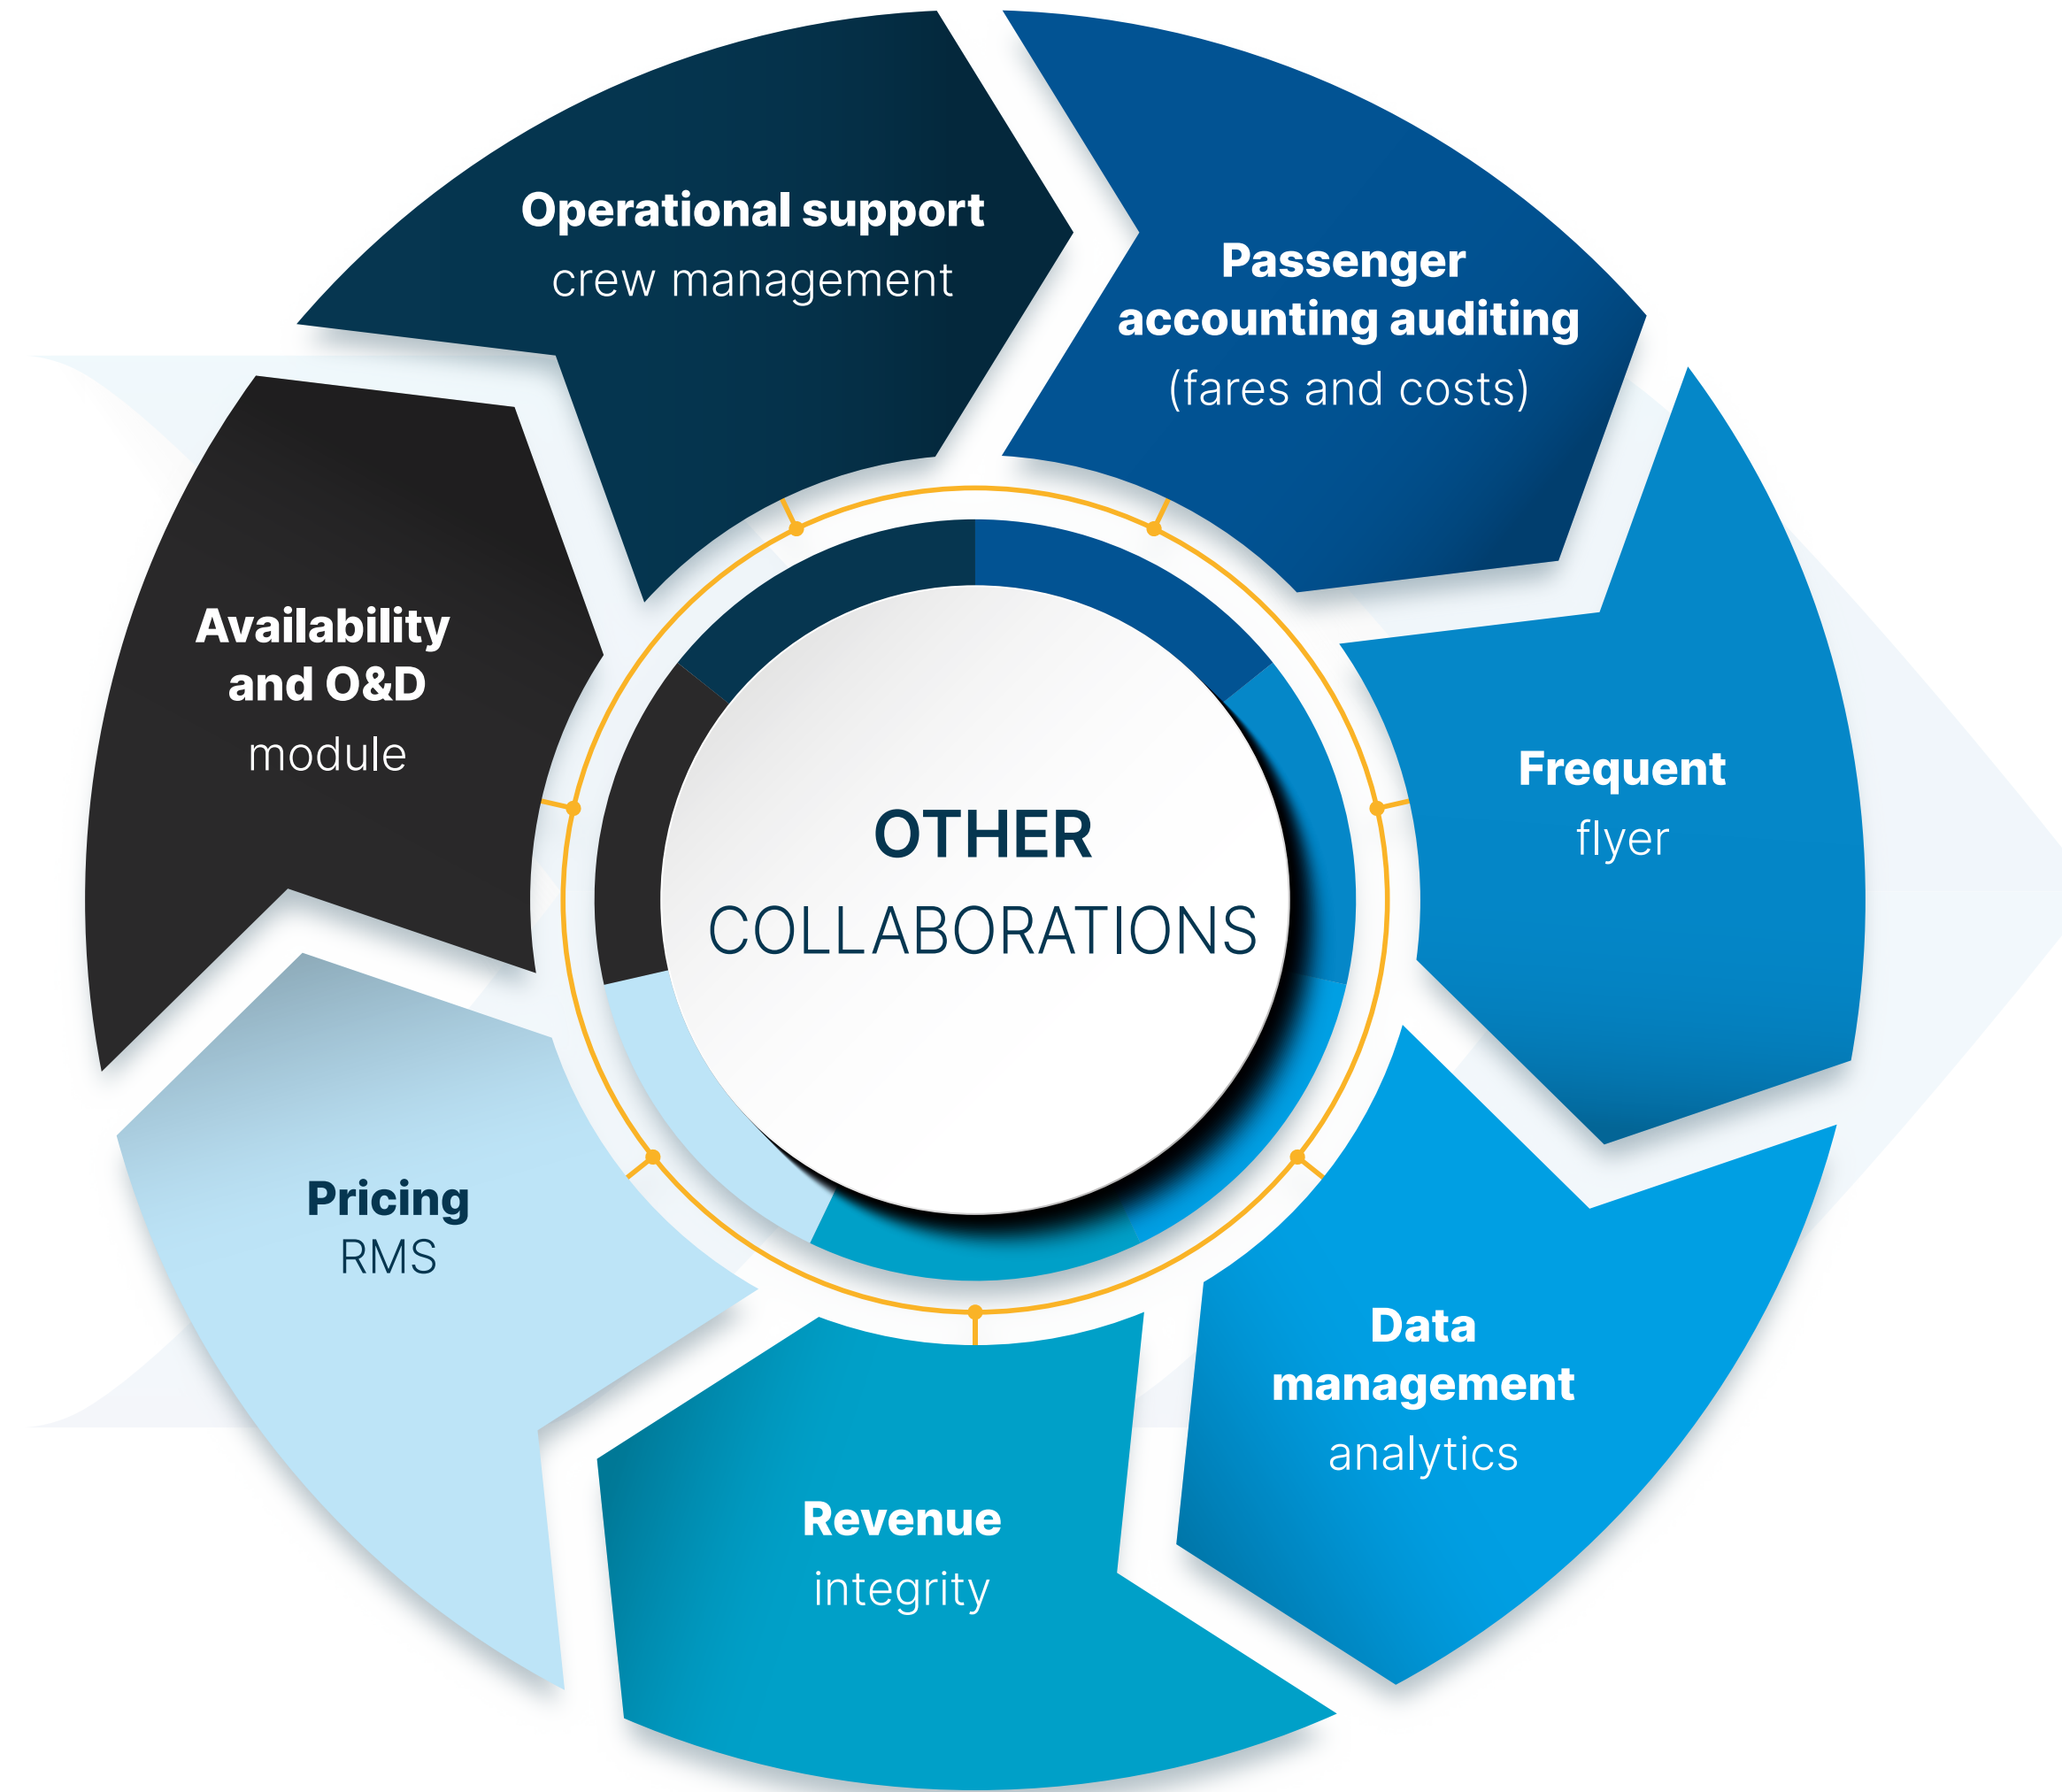 Operational support
crew management
Passenger
accounting auditing
(fares and costs)
Frequent
flyer
Data
management
analytics
Revenue
integrity
Pricing
RMS
Availability
and O&D
module
OTHER
COLLABORATIONS